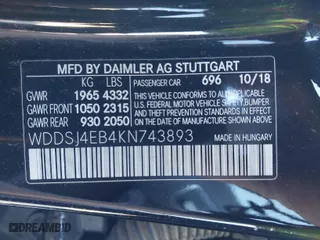 MFD BY DAIMLER AG STUTTGART
KG LBS
PASSENGER CAR 696 10/18
GVWR 1965 4332
GAWR FRONT 1050 2315
GAWR REAR 930 2050
THIS VEHICLE CONFORMS TO ALL APPLICABLE
U.S. FEDERAL MOTOR VEHICLE SAFETY, BUMPER,
AND THEFT PREVENTION STANDARDS IN EFFECT
ON THE DATE OF MANUFACTURE SHOWN ABOVE.
WDDSJ4EB4KN743893
MADE IN HUNGARY
DREAMBID